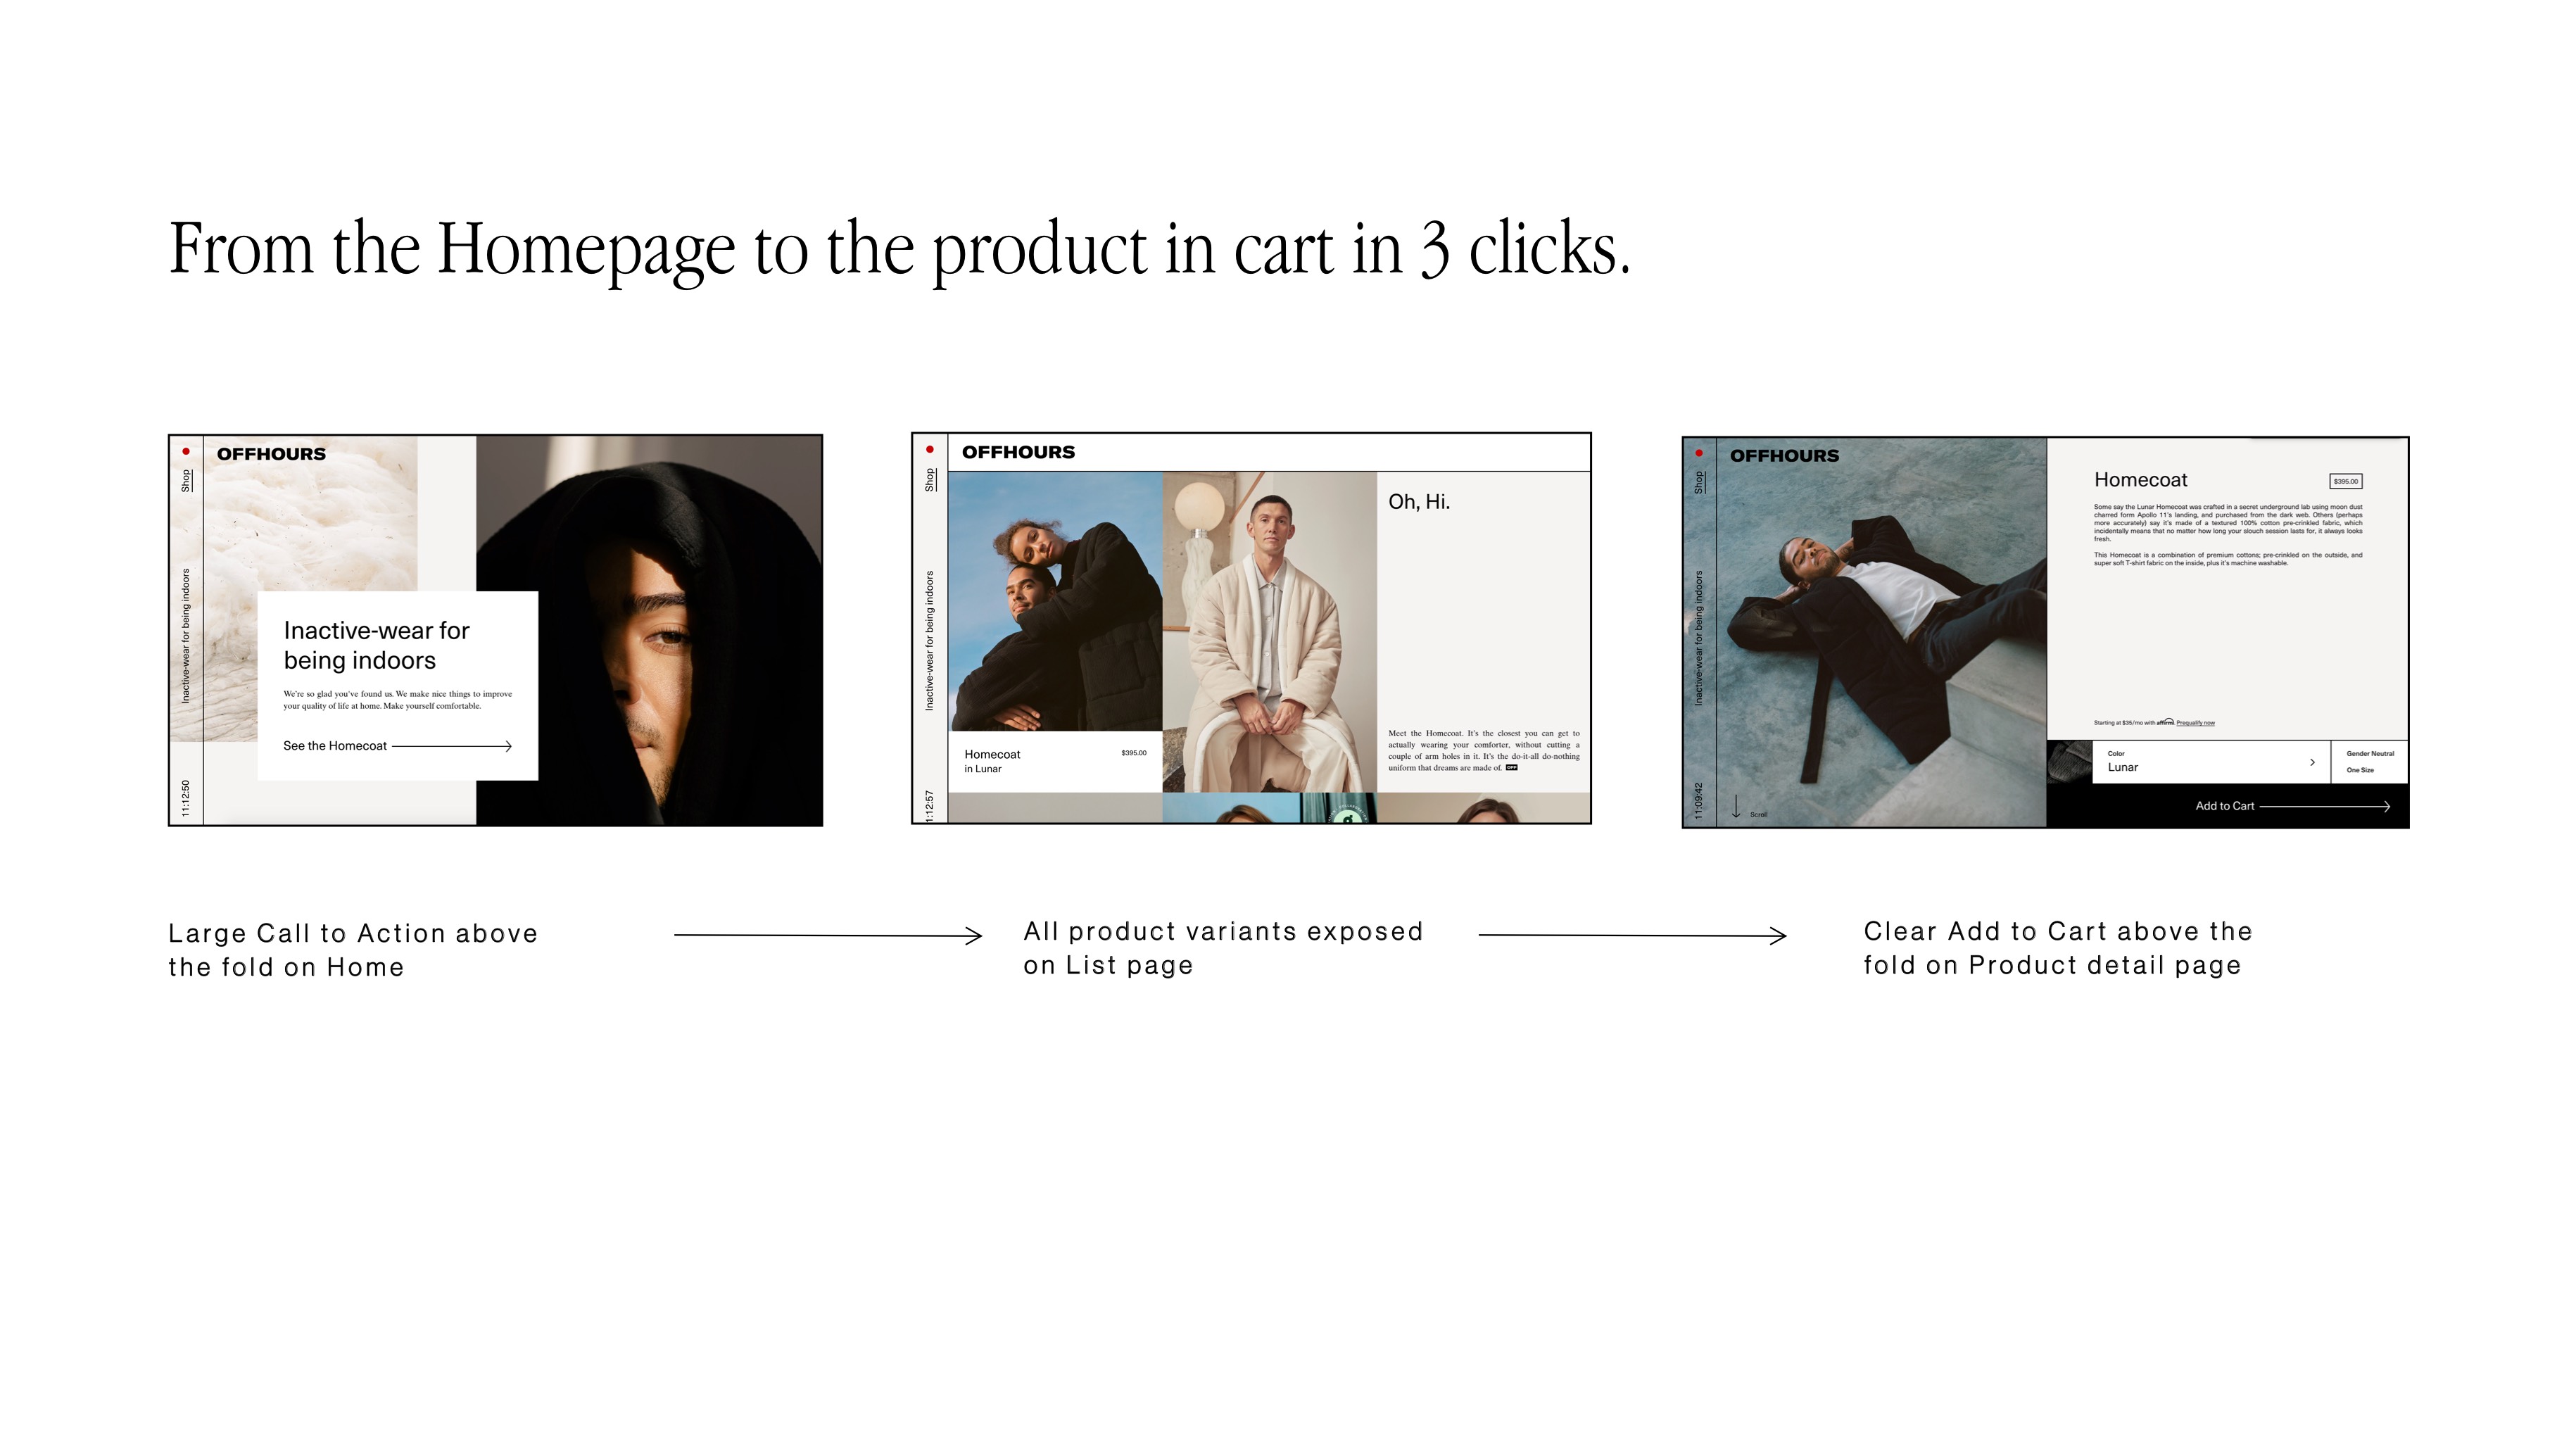 From the Homepage to the product in cart in 3 clicks.
Shop
Inactive-wear for being indoors
11:12:50
OFFHOURS
Inactive-wear for
being indoors
We're so glad you've found us. We make nice things to improve
your quality of life at home. Make yourself comfortable.
See the Homecoat
Shop
Inactive-wear for being indoors
1:12:57
OFFHOURS
Homecoat
$395.00
in Lunar
Oh, Hi.
Meet the Homecoat. It's the closest you can get to
actually wearing your comforter, without cutting a
couple of arm holes in it. It's the do-it-all do-nothing
uniform that dreams are made of. OFF
Shop
Inactive-wear for being indoors
11:09:42
OFFHOURS
Scroll
Homecoat
$395.00
Some say the Lunar Homecoat was crafted in a secret underground lab using moon dust
charred form Apollo 11's landing, and purchased from the dark web. Others (perhaps
more accurately) say it's made of a textured 100% cotton pre-crinkled fabric, which
incidentally means that no matter how long your slouch session lasts for, it always looks
fresh.
This Homecoat is a combination of premium cottons; pre-crinkled on the outside, and
super soft T-shirt fabric on the inside, plus it's machine washable.
Starting at $35/mo with affirm. Prequalify now
Color
Lunar
Gender Neutral
One Size
Add to Cart
Large Call to Action above
the fold on Home
All product variants exposed
on List page
Clear Add to Cart above the
fold on Product detail page